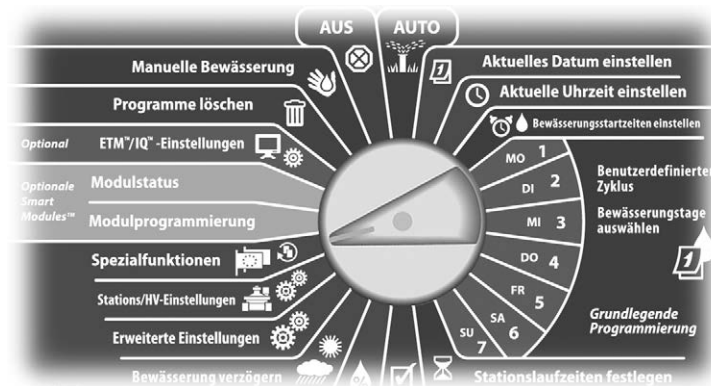 AUS
AUTO
Manuelle Bewässerung
Programme löschen
Optional
ETM™/IQ™ -Einstellungen
Optionale
Smart
Modules™
Modulstatus
Modulprogrammierung
Spezialfunktionen
Stations/HV-Einstellungen
Erweiterte Einstellungen
Bewässerung verzögern
1
Aktuelles Datum einstellen
Aktuelle Uhrzeit einstellen
Bewässerungsstartzeiten einstellen
MO 1
DI 2
MI 3
DO 4
FR 5
SA 6
SU 7
Benutzerdefinierter
Zyklus
Bewässerungstage
auswählen
1
Grundlegende
Programmierung
Stationslaufzeiten festlegen
%